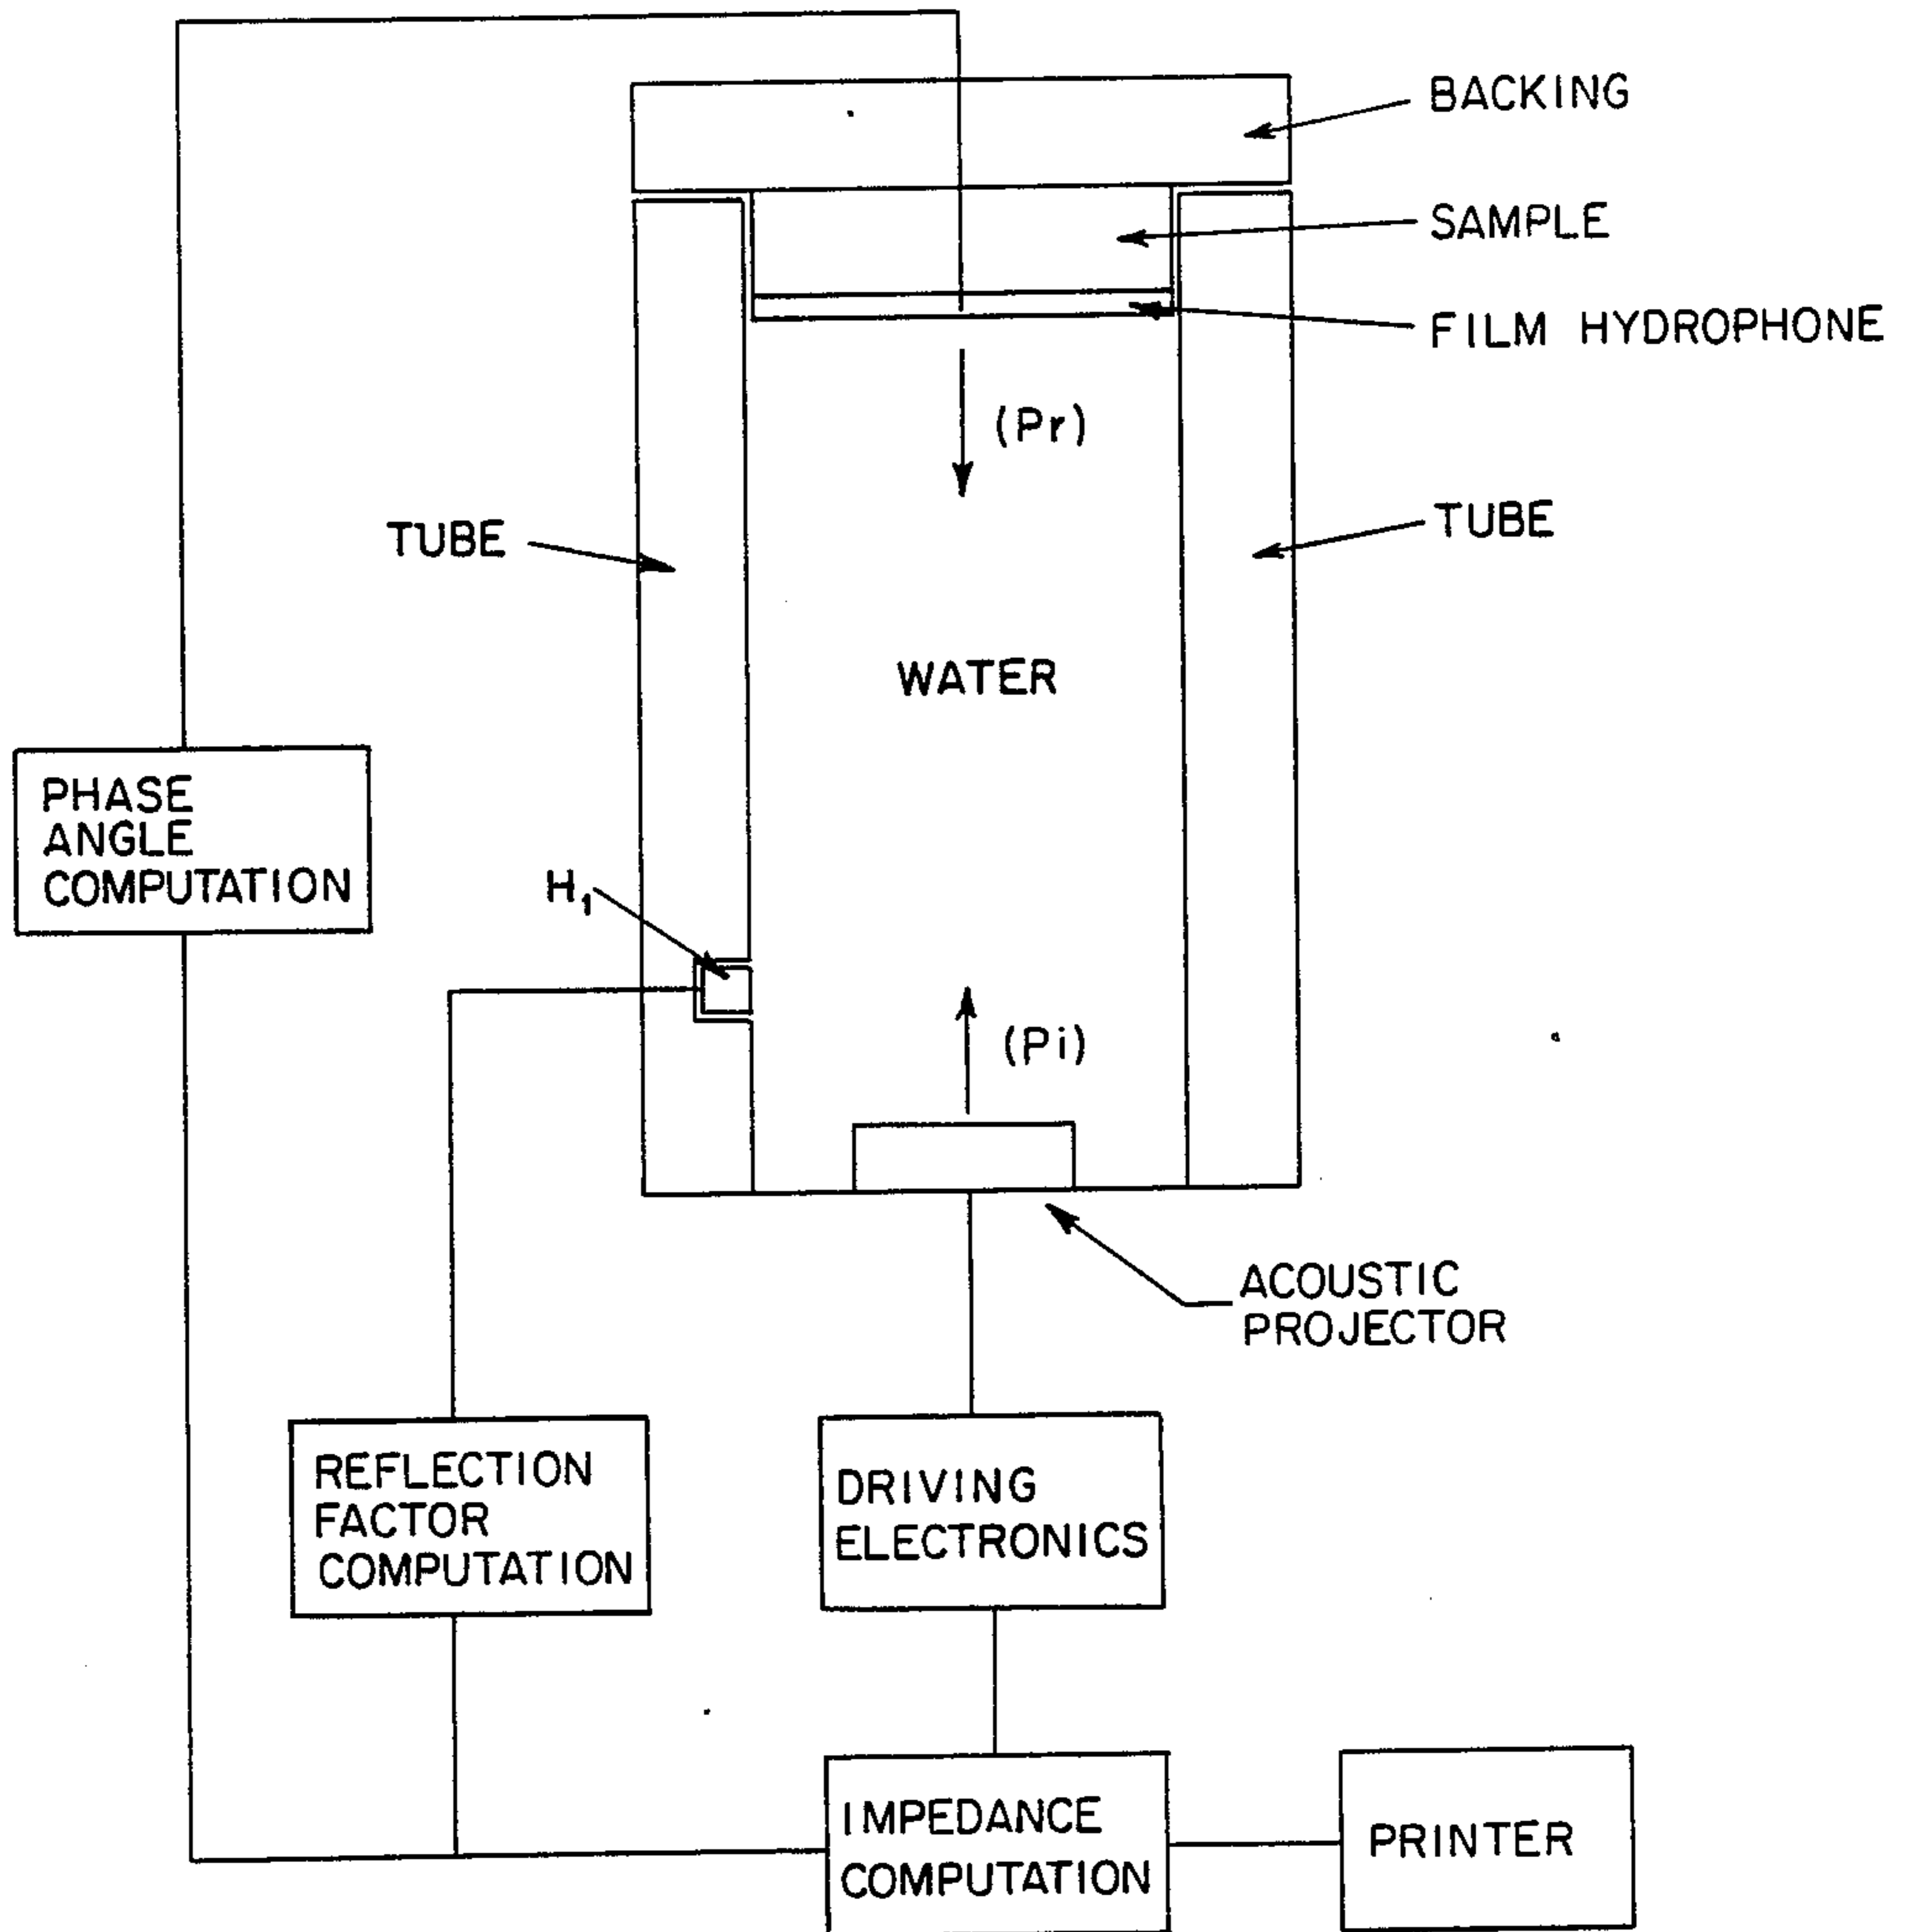 BACKING
SAMPLE
FILM HYDROPHONE
(Pr)
TUBE
TUBE
WATER
PHASE
ANGLE
COMPUTATION
H₁
(Pi)
ACOUSTIC
PROJECTOR
REFLECTION
FACTOR
COMPUTATION
DRIVING
ELECTRONICS
IMPEDANCE
COMPUTATION
PRINTER